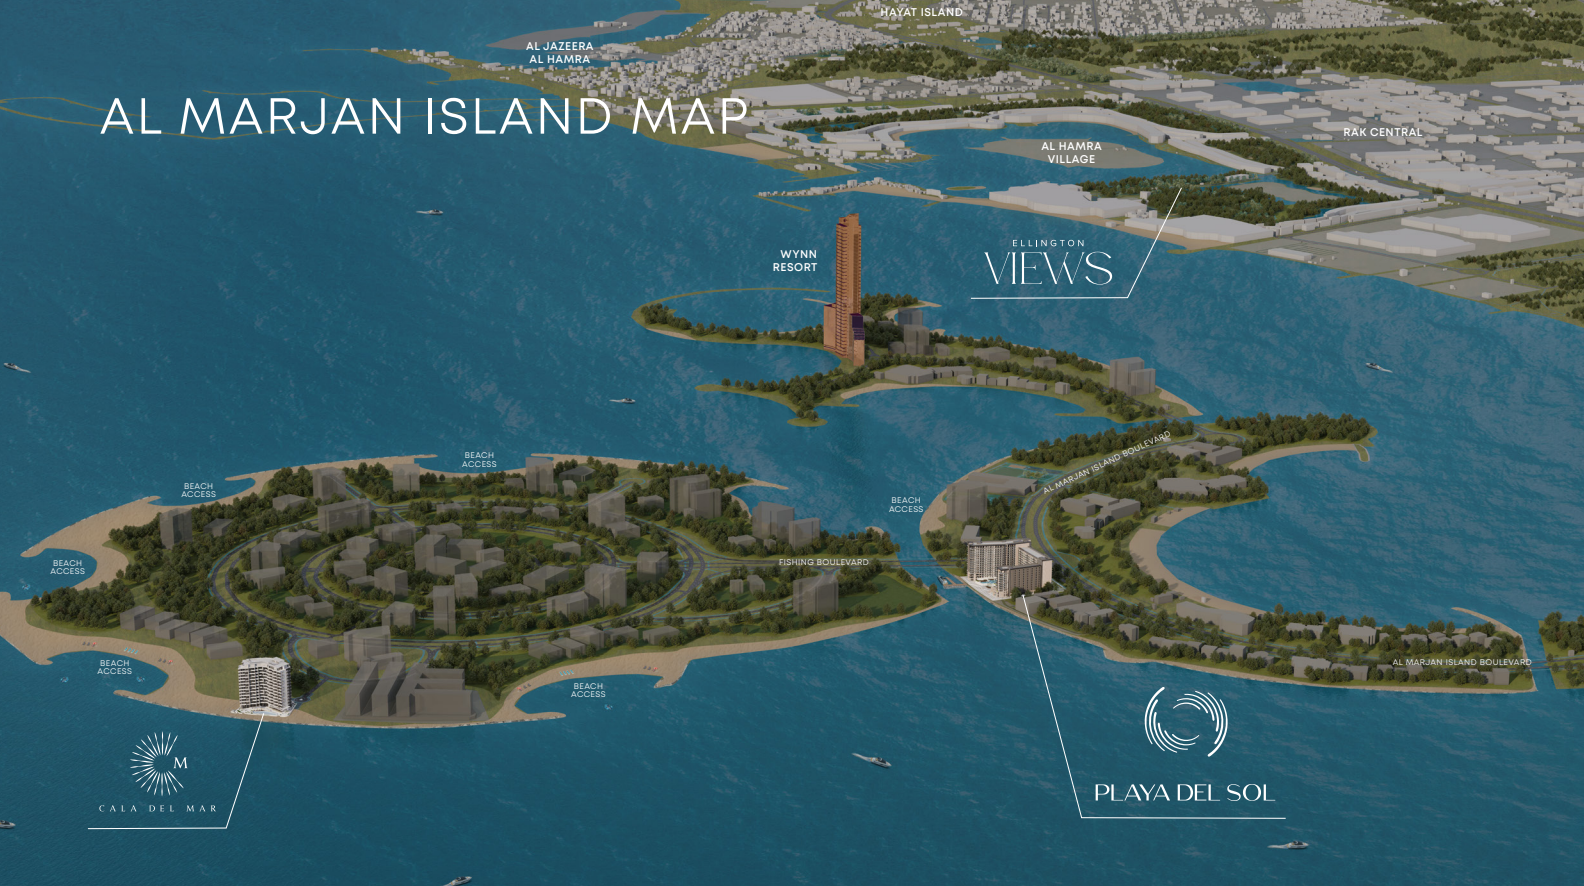 HAYAT ISLAND
AL JAZEERA
AL HAMRA
AL MARJAN ISLAND MAP
RAK CENTRAL
AL HAMRA
VILLAGE
WYNN
RESORT
ELLINGTON
VIEWS
AL MARJAN ISLAND BOULEVARD
BEACH
ACCESS
BEACH
ACCESS
BEACH
ACCESS
BEACH
ACCESS
FISHING BOULEVARD
BEACH
ACCESS
BEACH
ACCESS
AL MARJAN ISLAND BOULEVARD
M
CALA DEL MAR
PLAYA DEL SOL